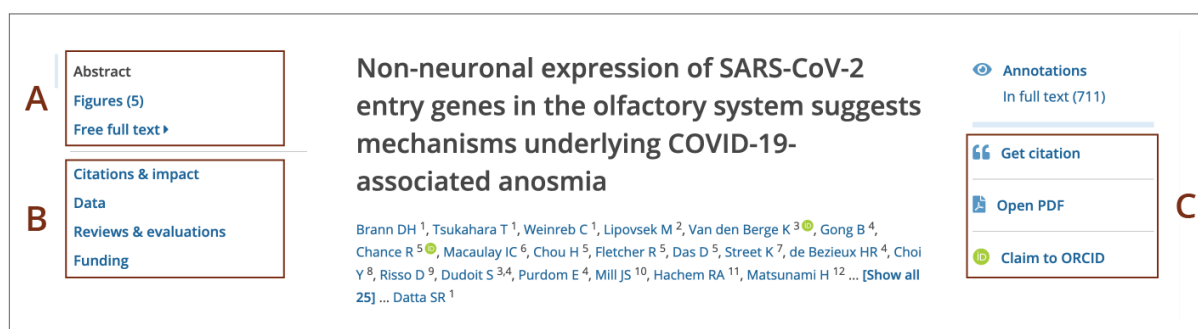 A
Abstract
Figures (5)
Free full text
B
Citations & impact
Data
Reviews & evaluations
Funding
Non-neuronal expression of SARS-CoV-2
entry genes in the olfactory system suggests
mechanisms underlying COVID-19-
associated anosmia
Brann DH 1, Tsukahara T 1, Weinreb C 1, Lipovsek M 2, Van den Berge K 3 iD, Gong B 4,
Chance R 5 iD, Macaulay IC 6, Chou H 5, Fletcher R 5, Das D 5, Street K 7, de Bezieux HR 4, Choi
Y 8, Risso D 9, Dudoit S 3,4, Purdom E 4, Mill JS 10, Hachem RA 11, Matsunami H 12 ... [Show all
25] ... Datta SR 1
Annotations
In full text (711)
Get citation
Open PDF
iD Claim to ORCID
C